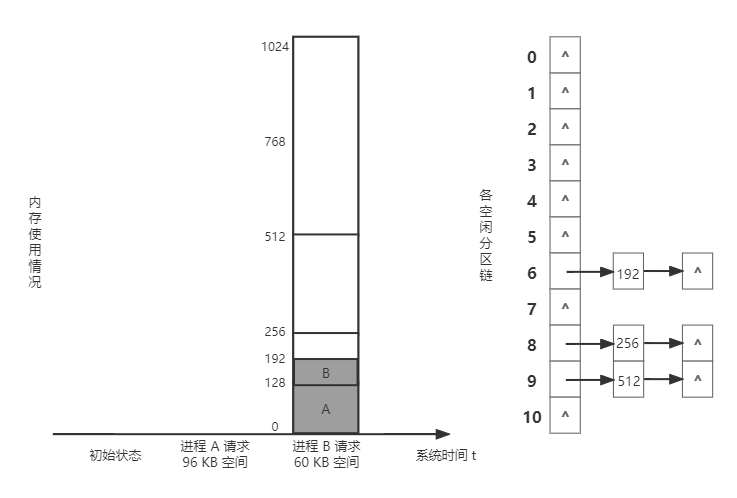 1024
768
512
256
192
128
0
B
A
内存使用情况
初始状态
进程 A 请求
96 KB 空间
进程 B 请求
60 KB 空间
系统时间 t
各空闲分区链
0 ^
1 ^
2 ^
3 ^
4 ^
5 ^
6 192 ^
7 ^
8 256 ^
9 512 ^
10 ^